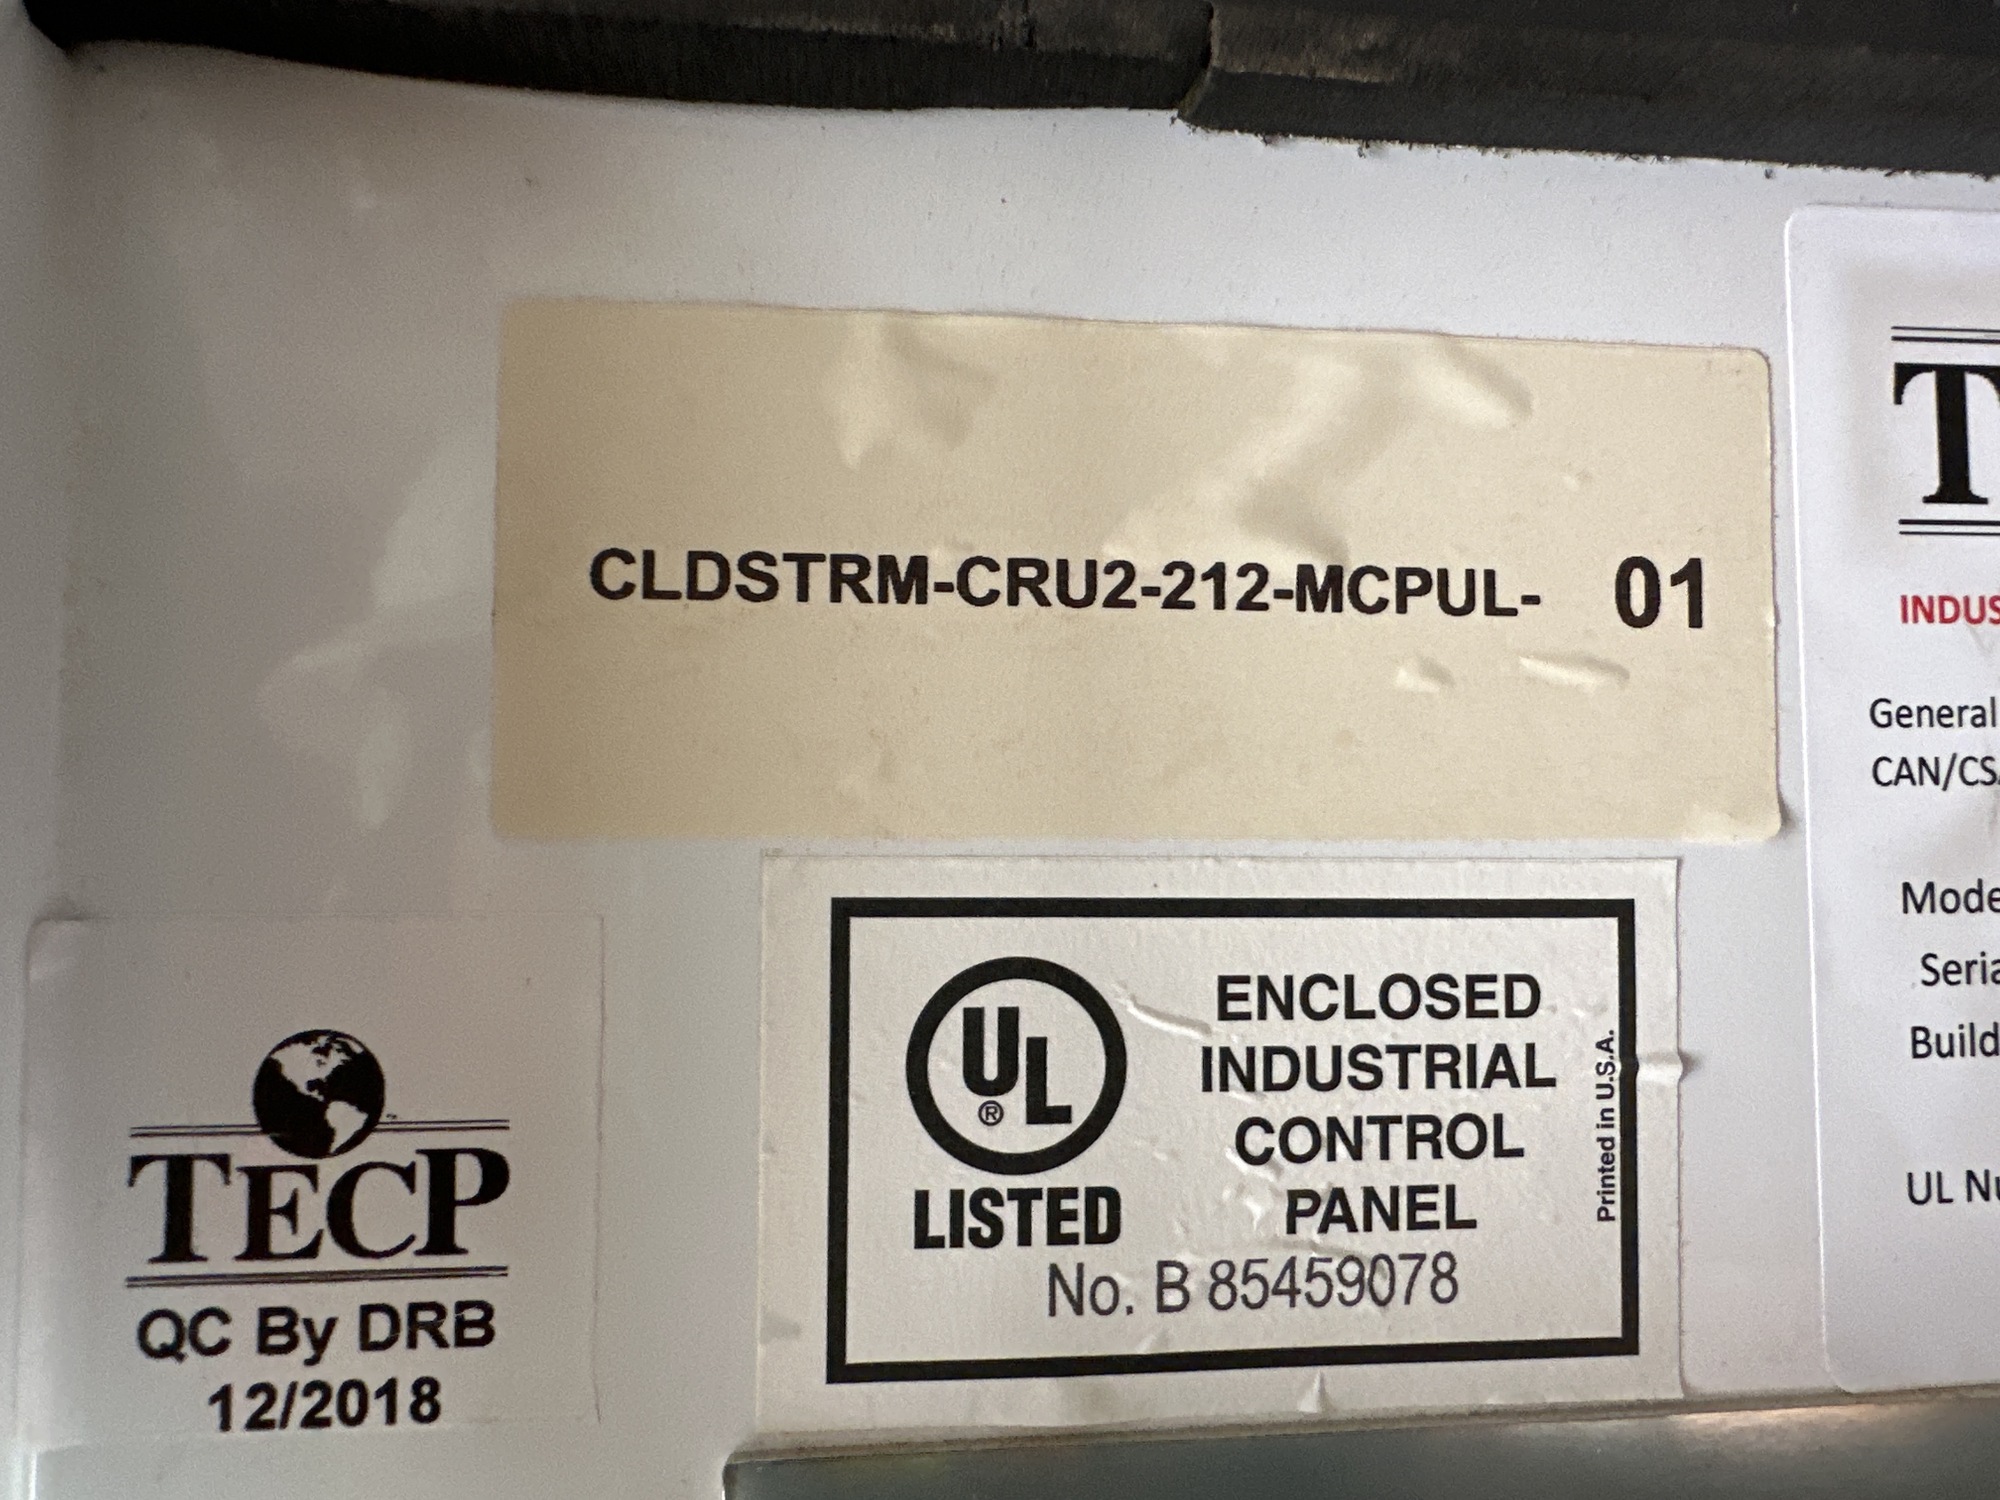 CLDSTRM-CRU2-212-MCPUL- 01
UL
®
LISTED
ENCLOSED
INDUSTRIAL
CONTROL
PANEL
No. B 85459078
Printed in U.S.A.
TECP
QC By DRB
12/2018
T
INDUS
General
CAN/CS
Mode
Seria
Build
UL Nu